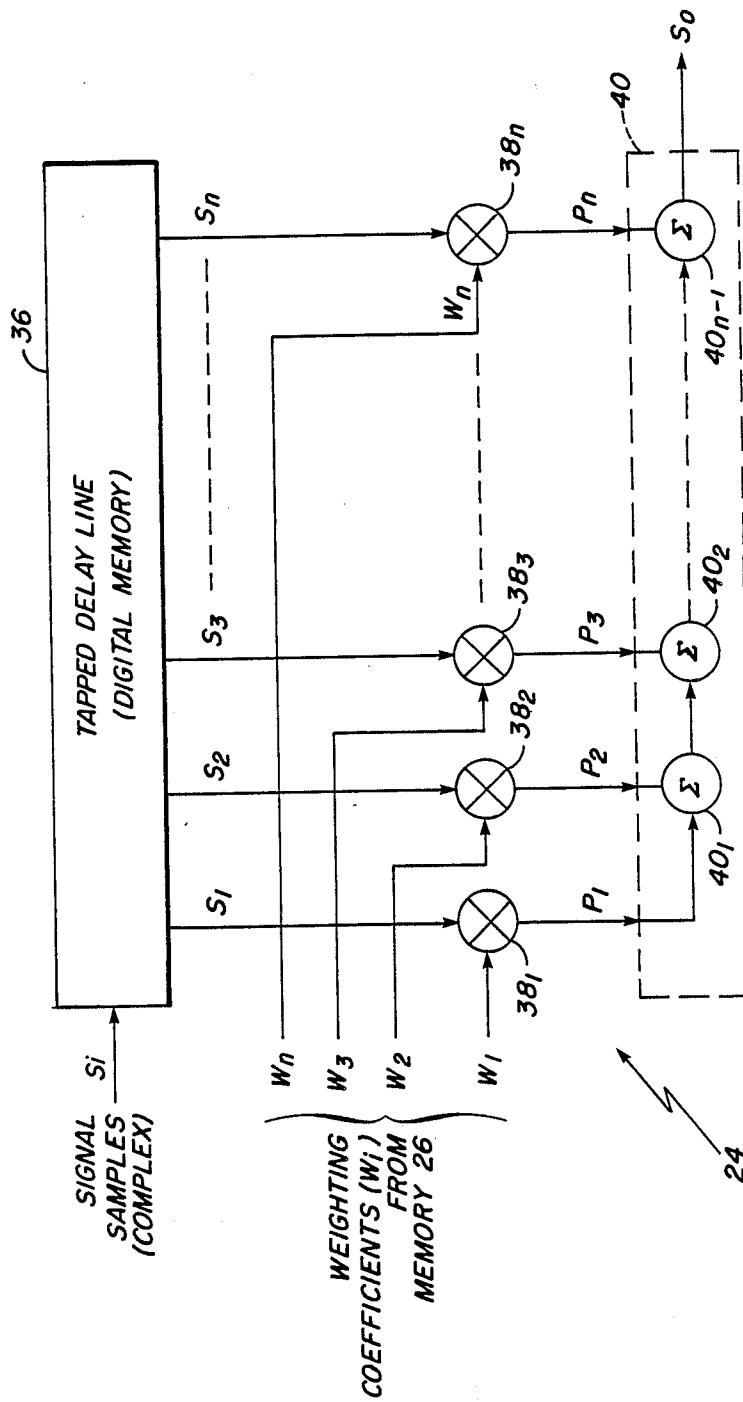 36
TAPPED DELAY LINE
(DIGITAL MEMORY)
SIGNAL
SAMPLES
(COMPLEX)
Si
S1
S2
S3
Sn
Wn
W3
W2
W1
WEIGHTING
COEFFICIENTS (Wi)
FROM
MEMORY 26
Wn
38₁
38₂
38₃
38n
P1
P2
P3
Pn
40
Σ
Σ
Σ
40₁
40₂
40n-1
So
24